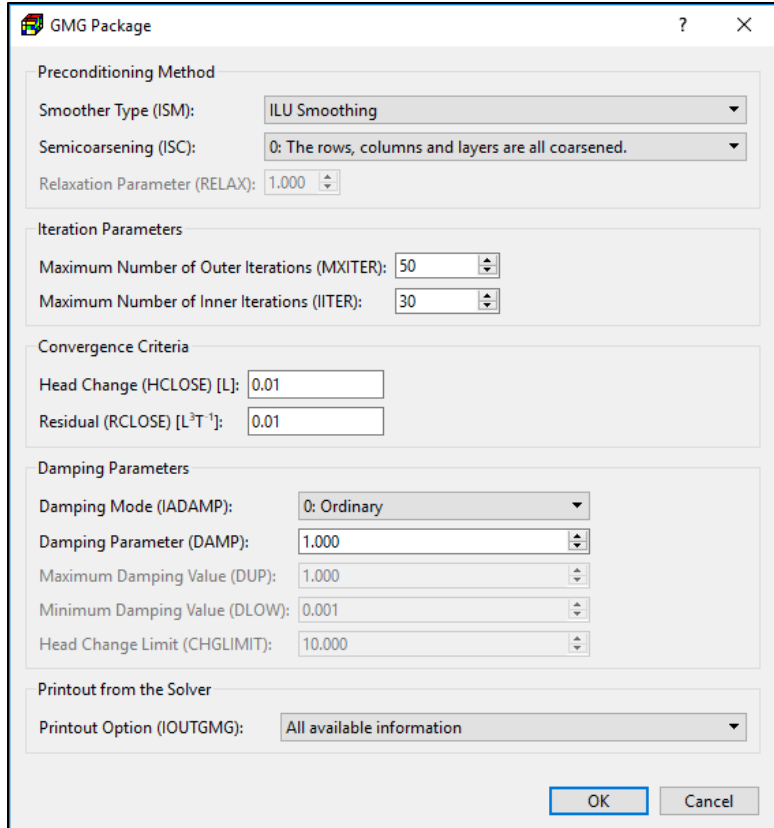 GMG Package
Preconditioning Method
Smoother Type (ISM): ILU Smoothing
Semicoarsening (ISC): 0: The rows, columns and layers are all coarsened.
Relaxation Parameter (RELAX): 1.000
Iteration Parameters
Maximum Number of Outer Iterations (MXITER): 50
Maximum Number of Inner Iterations (IITER): 30
Convergence Criteria
Head Change (HCLOSE) [L]: 0.01
Residual (RCLOSE) [L³T⁻¹]: 0.01
Damping Parameters
Damping Mode (IADAMP): 0: Ordinary
Damping Parameter (DAMP): 1.000
Maximum Damping Value (DUP): 1.000
Minimum Damping Value (DLOW): 0.001
Head Change Limit (CHGLIMIT): 10.000
Printout from the Solver
Printout Option (IOUTGMG): All available information
OK Cancel